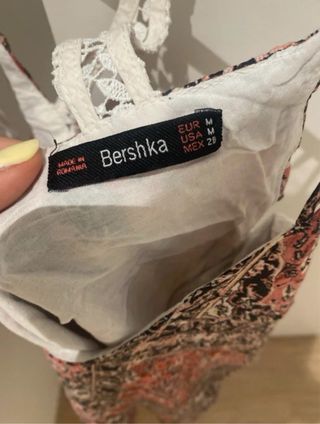 MADE IN
ROMANIA
Bershka
EUR M
USA M
MEX 28